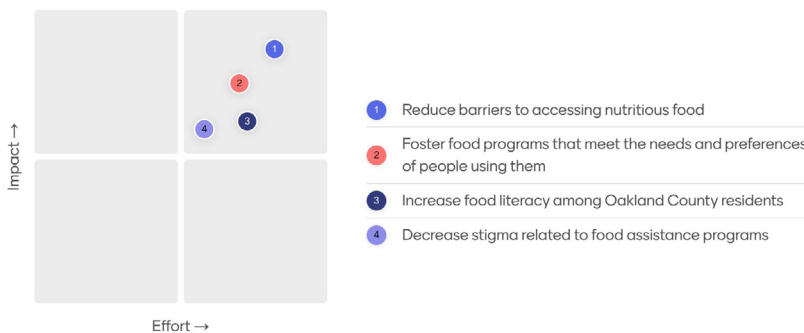 1
2
3
4
Impact →
Effort →
1 Reduce barriers to accessing nutritious food
2 Foster food programs that meet the needs and preferences
of people using them
3 Increase food literacy among Oakland County residents
4 Decrease stigma related to food assistance programs